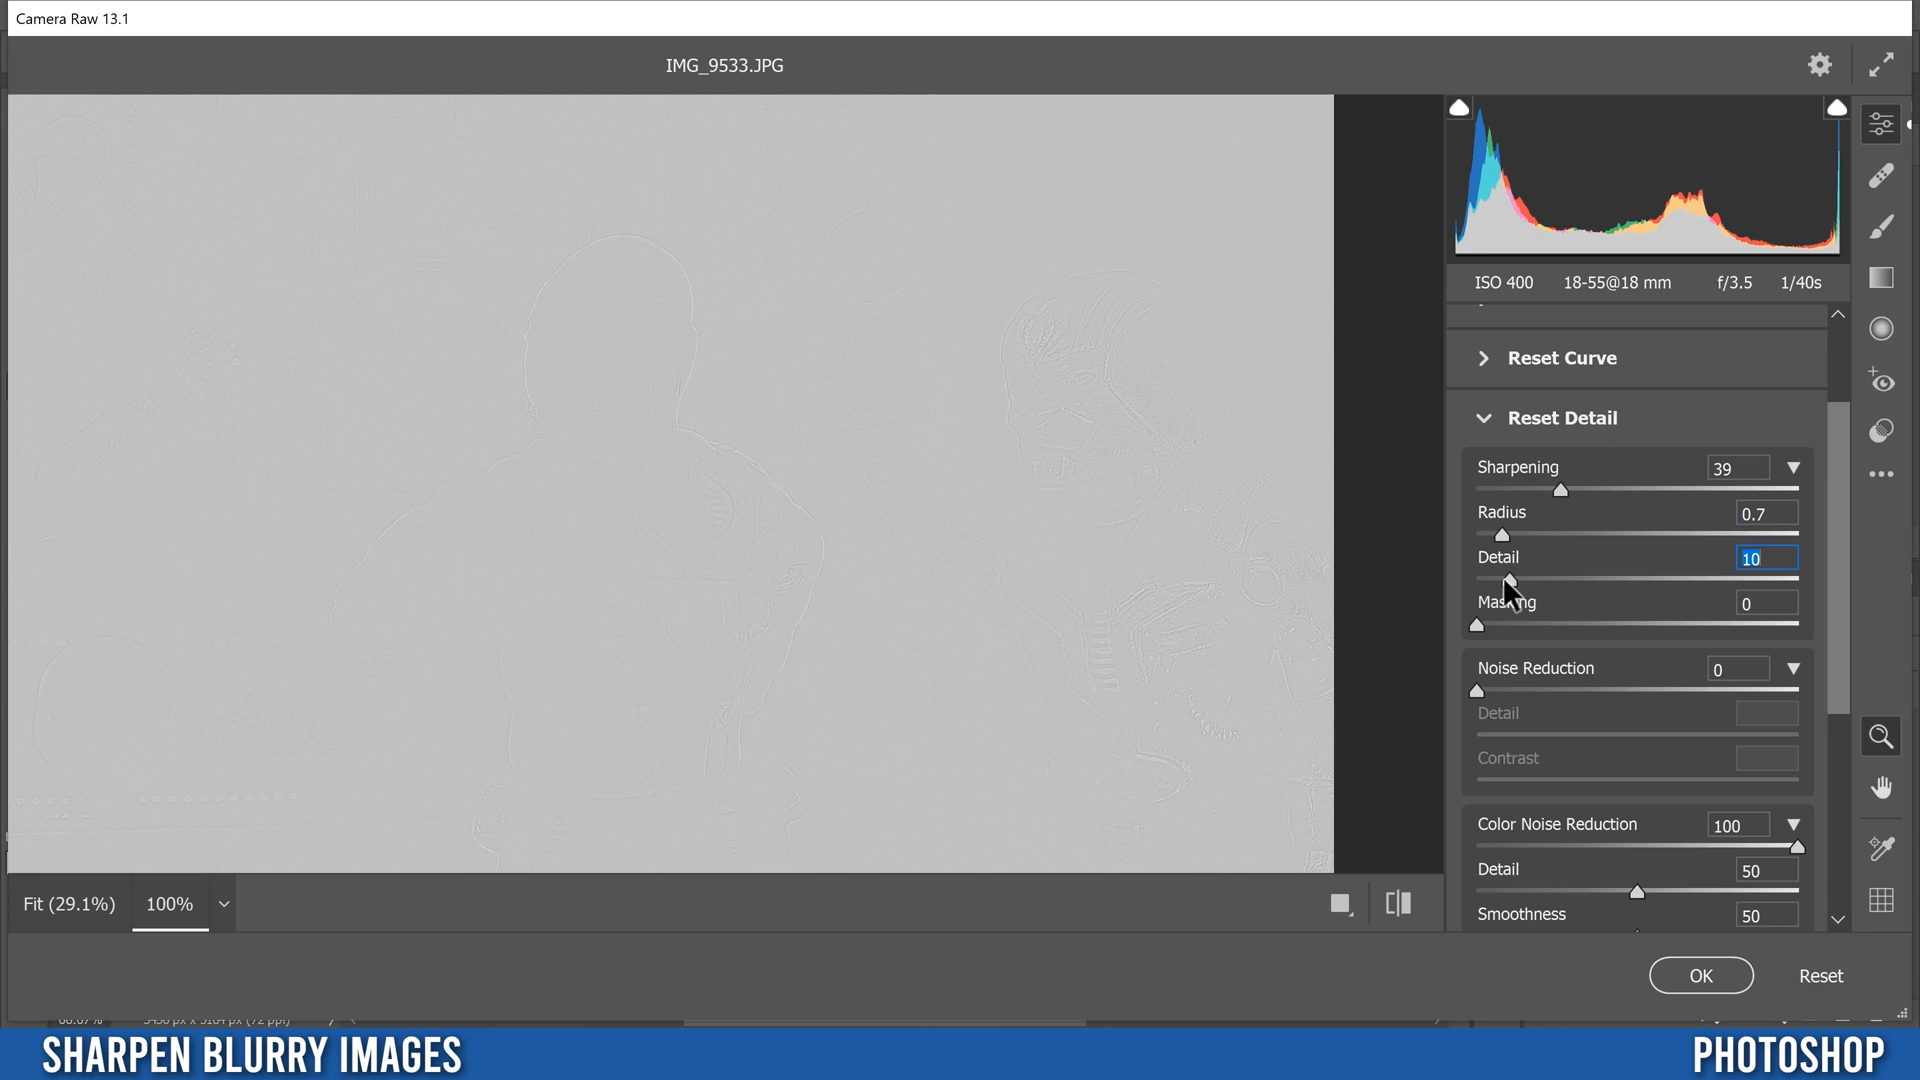 Camera Raw 13.1
IMG_9533.JPG
ISO 400 18-55@18 mm f/3.5 1/40s
Reset Curve
Reset Detail
Sharpening 39
Radius 0.7
Detail 10
Masking 0
Noise Reduction 0
Detail
Contrast
Color Noise Reduction 100
Detail 50
Smoothness 50
Fit (29.1%) 100%
OK Reset
SHARPEN BLURRY IMAGES PHOTOSHOP